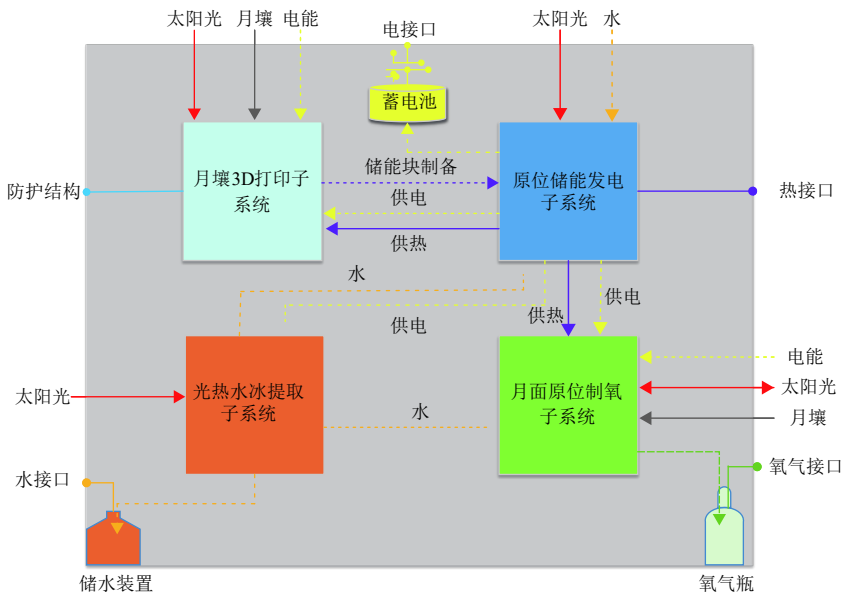 太阳光
月壤
电能
电接口
太阳光
水
蓄电池
月壤3D打印子
系统
储能块制备
供电
供热
原位储能发电
子系统
防护结构
热接口
水
供电
供热
供电
光热水冰提取
子系统
月面原位制氧
子系统
电能
太阳光
太阳光
月壤
水
水接口
氧气接口
储水装置
氧气瓶